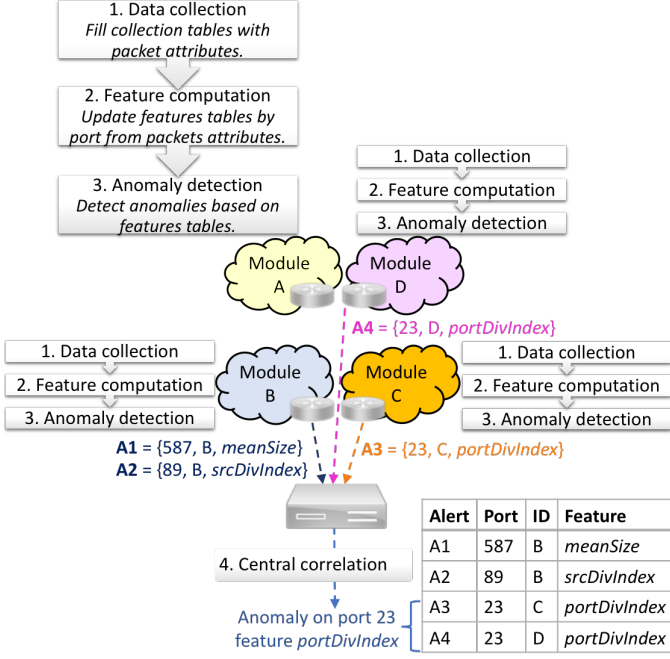 1. Data collection
Fill collection tables with
packet attributes.
2. Feature computation
Update features tables by
port from packets attributes.
3. Anomaly detection
Detect anomalies based on
features tables.
1. Data collection
2. Feature computation
3. Anomaly detection
Module
A
Module
D
A4 = {23, D, portDivIndex}
1. Data collection
2. Feature computation
3. Anomaly detection
Module
B
Module
C
1. Data collection
2. Feature computation
3. Anomaly detection
A1 = {587, B, meanSize}
A2 = {89, B, srcDivIndex}
A3 = {23, C, portDivIndex}
4. Central correlation
Anomaly on port 23
feature portDivIndex
Alert Port ID Feature
A1 587 B meanSize
A2 89 B srcDivIndex
A3 23 C portDivIndex
A4 23 D portDivIndex